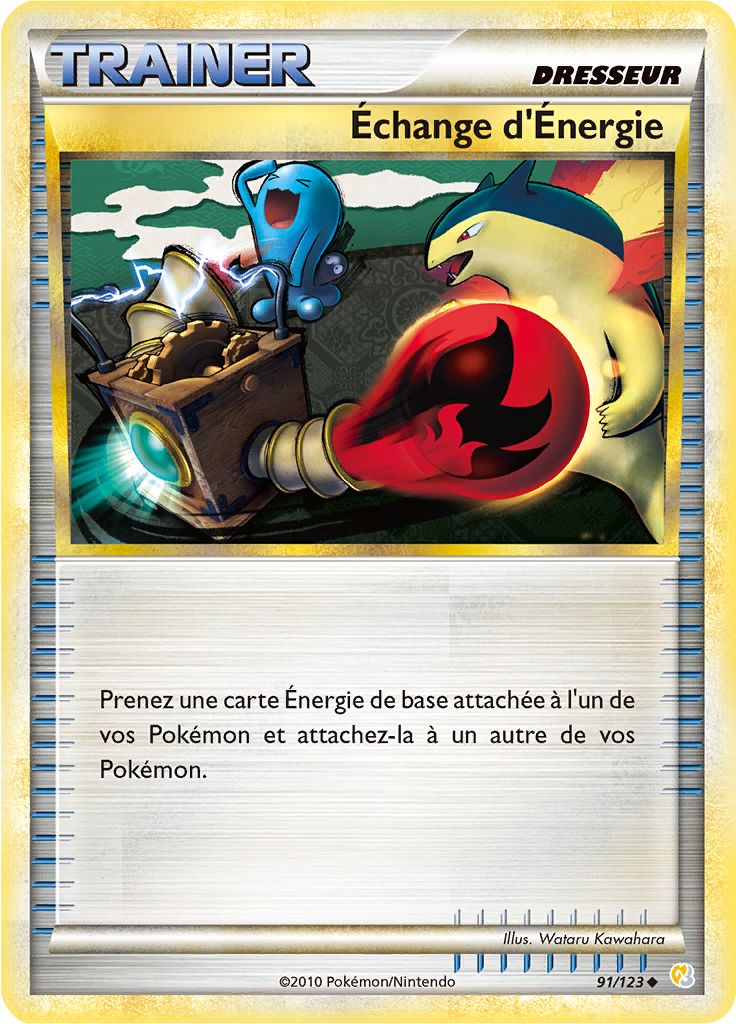 TRAINER
DRESSEUR
Échange d'Énergie
Prenez une carte Énergie de base attachée à l'un de
vos Pokémon et attachez-la à un autre de vos
Pokémon.
Illus. Wataru Kawahara
©2010 Pokémon/Nintendo
91/123 ◆